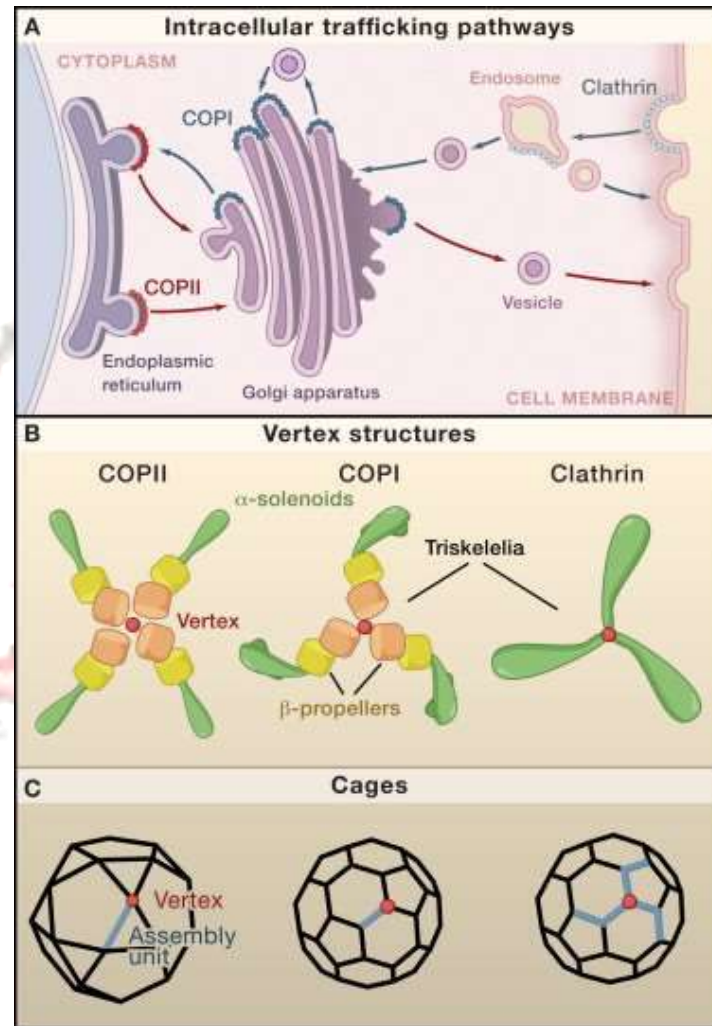 A Intracellular trafficking pathways
CYTOPLASM
Endosome
Clathrin
COPI
COPII
Vesicle
Endoplasmic
reticulum
Golgi apparatus
CELL MEMBRANE
B Vertex structures
COPII COPI Clathrin
α-solenoids
Triskelelia
Vertex
β-propellers
C Cages
Vertex
Assembly
unit